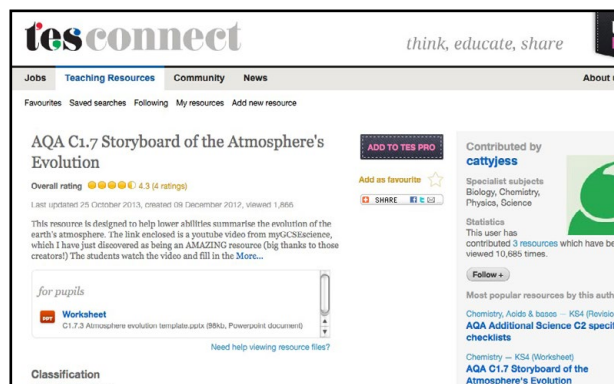 tes connect
think, educate, share
Jobs Teaching Resources Community News About
Favourites Saved searches Following My resources Add new resource
AQA C1.7 Storyboard of the Atmosphere's
Evolution
Overall rating 4.3 (4 ratings)
Last updated 25 October 2013, created 09 December 2012, viewed 1,866
This resource is designed to help lower abilities summarise the evolution of the
earth's atmosphere. The link enclosed is a youtube video from myGCSEscience,
which I have just discovered as being an AMAZING resource (big thanks to those
creators!) The students watch the video and fill in the More...
for pupils
PPT Worksheet
C1.7.3 Atmosphere evolution template.pptx (98kb, Powerpoint document)
Need help viewing resource files?
Classification
ADD TO TES PRO
Add as favourite
SHARE
Contributed by
cattyjess
Specialist subjects
Biology, Chemistry,
Physics, Science
Statistics
This user has
contributed 3 resources which have be
viewed 10,685 times.
Follow +
Most popular resources by this auth
Chemistry, Acids & bases – KS4 (Revisio
AQA Additional Science C2 specif
checklists
Chemistry – KS4 (Worksheet)
AQA C1.7 Storyboard of the
Atmosphere's Evolution